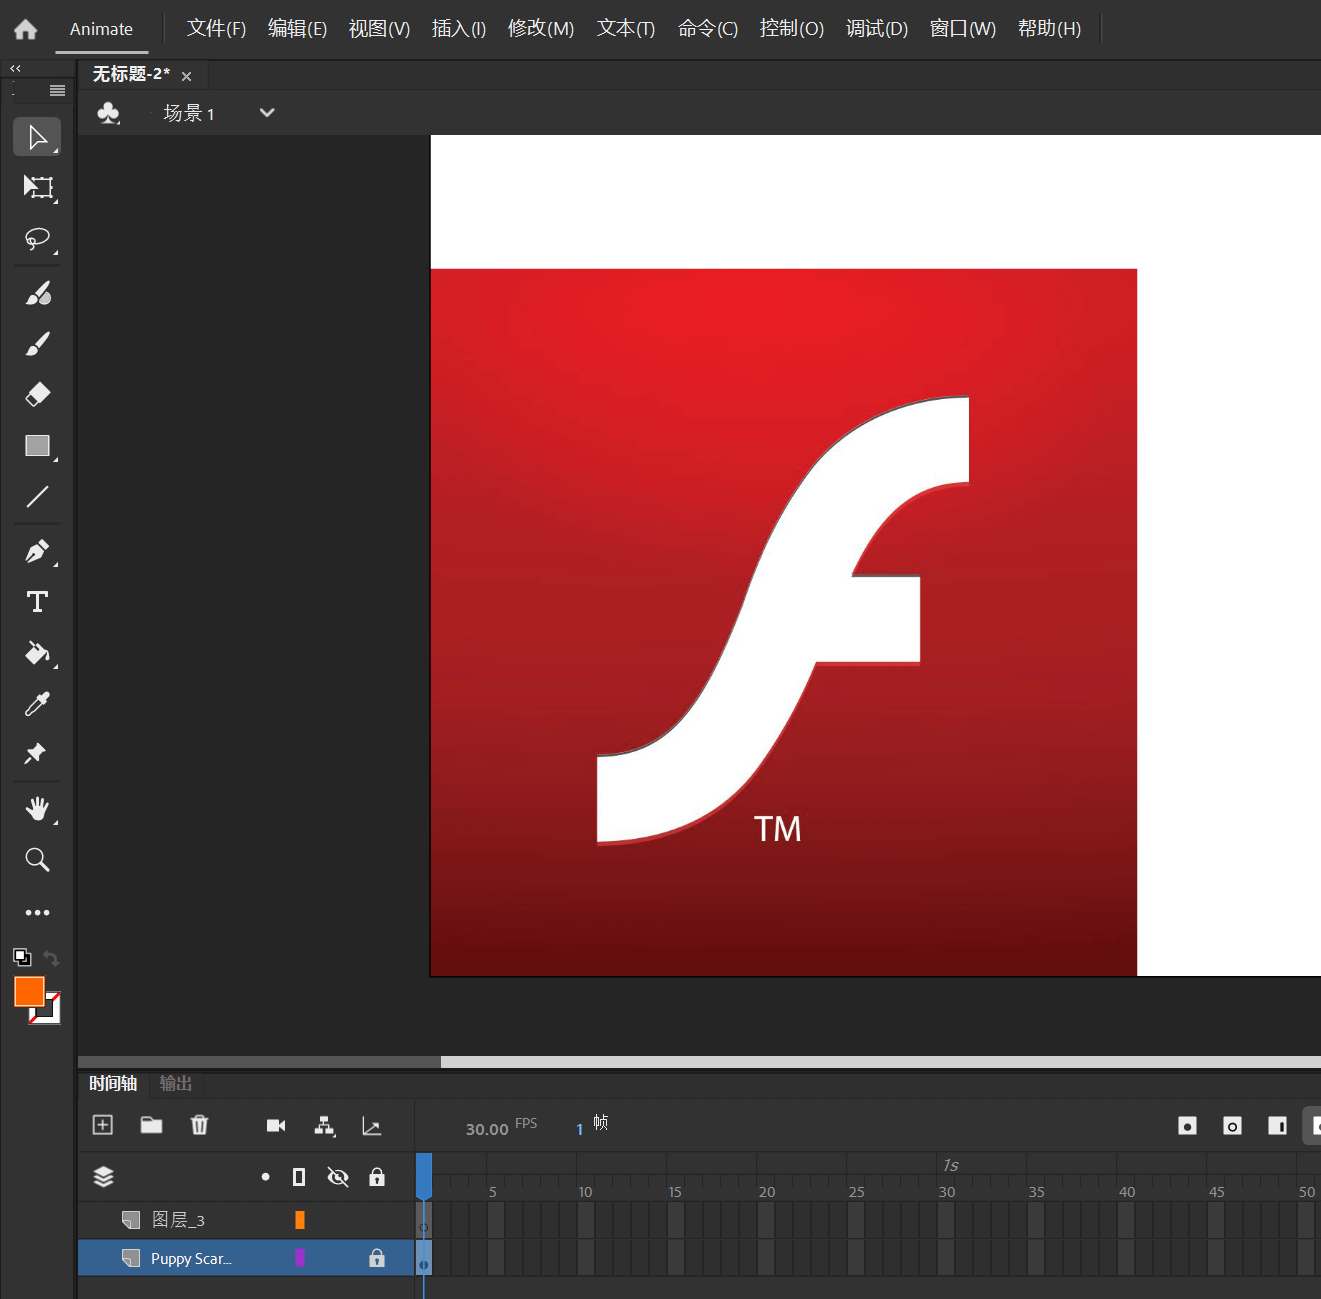 Animate 文件(F) 编辑(E) 视图(V) 插入(I) 修改(M) 文本(T) 命令(C) 控制(O) 调试(D) 窗口(W) 帮助(H)
无标题-2* ×
场景 1
TM
时间轴 输出
30.00 FPS 1 帧
1s
5 10 15 20 25 30 35 40 45 50
图层_3
Puppy Scar...